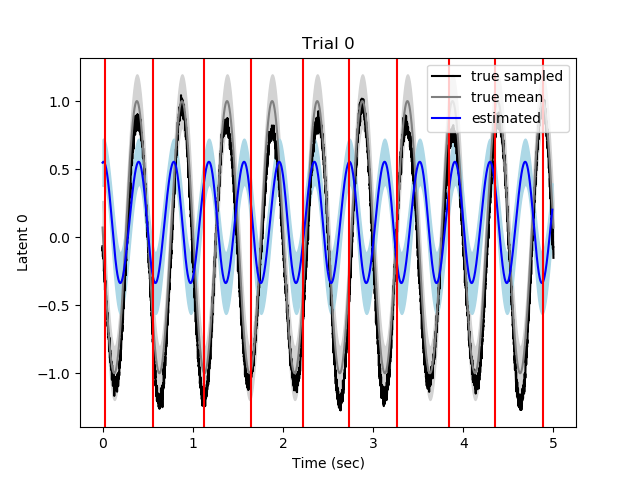 Trial 0
true sampled
true mean
estimated
1.0
0.5
0.0
−0.5
−1.0
Latent 0
0 1 2 3 4 5
Time (sec)